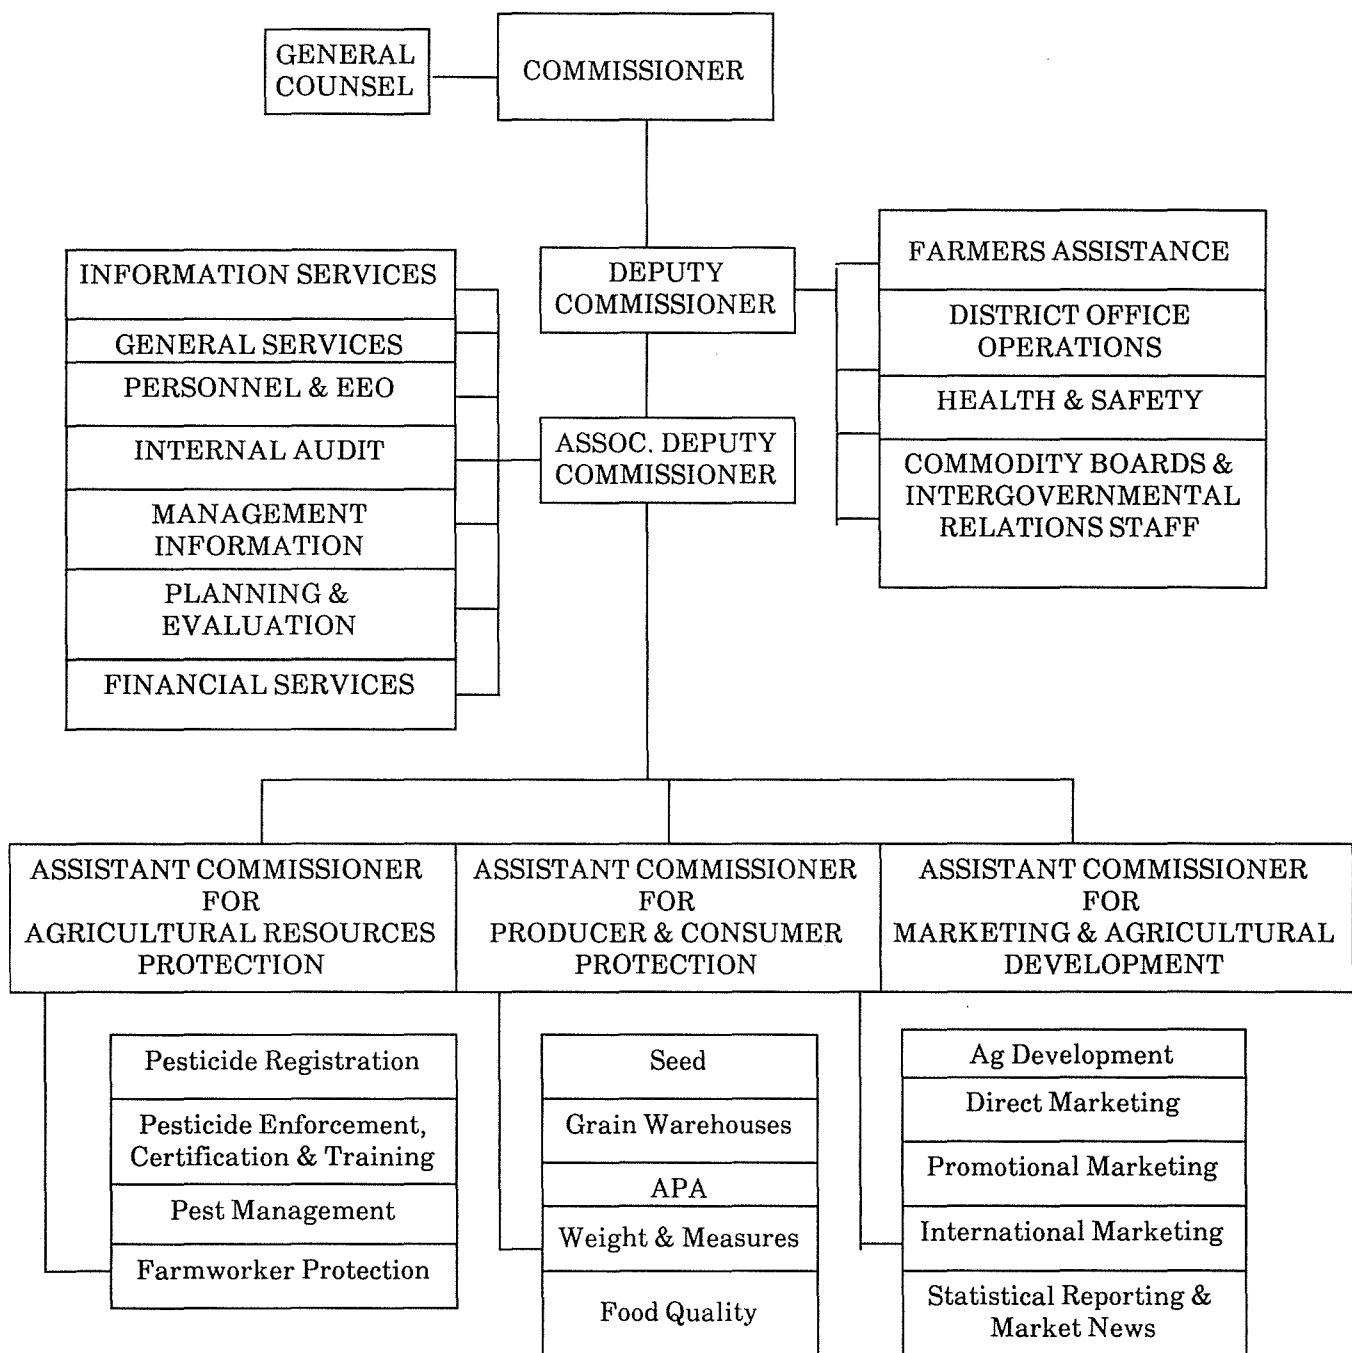 GENERAL
COUNSEL
COMMISSIONER
INFORMATION SERVICES
GENERAL SERVICES
PERSONNEL & EEO
INTERNAL AUDIT
MANAGEMENT
INFORMATION
PLANNING &
EVALUATION
FINANCIAL SERVICES
DEPUTY
COMMISSIONER
ASSOC. DEPUTY
COMMISSIONER
FARMERS ASSISTANCE
DISTRICT OFFICE
OPERATIONS
HEALTH & SAFETY
COMMODITY BOARDS &
INTERGOVERNMENTAL
RELATIONS STAFF
ASSISTANT COMMISSIONER
FOR
AGRICULTURAL RESOURCES
PROTECTION
ASSISTANT COMMISSIONER
FOR
PRODUCER & CONSUMER
PROTECTION
ASSISTANT COMMISSIONER
FOR
MARKETING & AGRICULTURAL
DEVELOPMENT
Pesticide Registration
Pesticide Enforcement,
Certification & Training
Pest Management
Farmworker Protection
Seed
Grain Warehouses
APA
Weight & Measures
Food Quality
Ag Development
Direct Marketing
Promotional Marketing
International Marketing
Statistical Reporting &
Market News